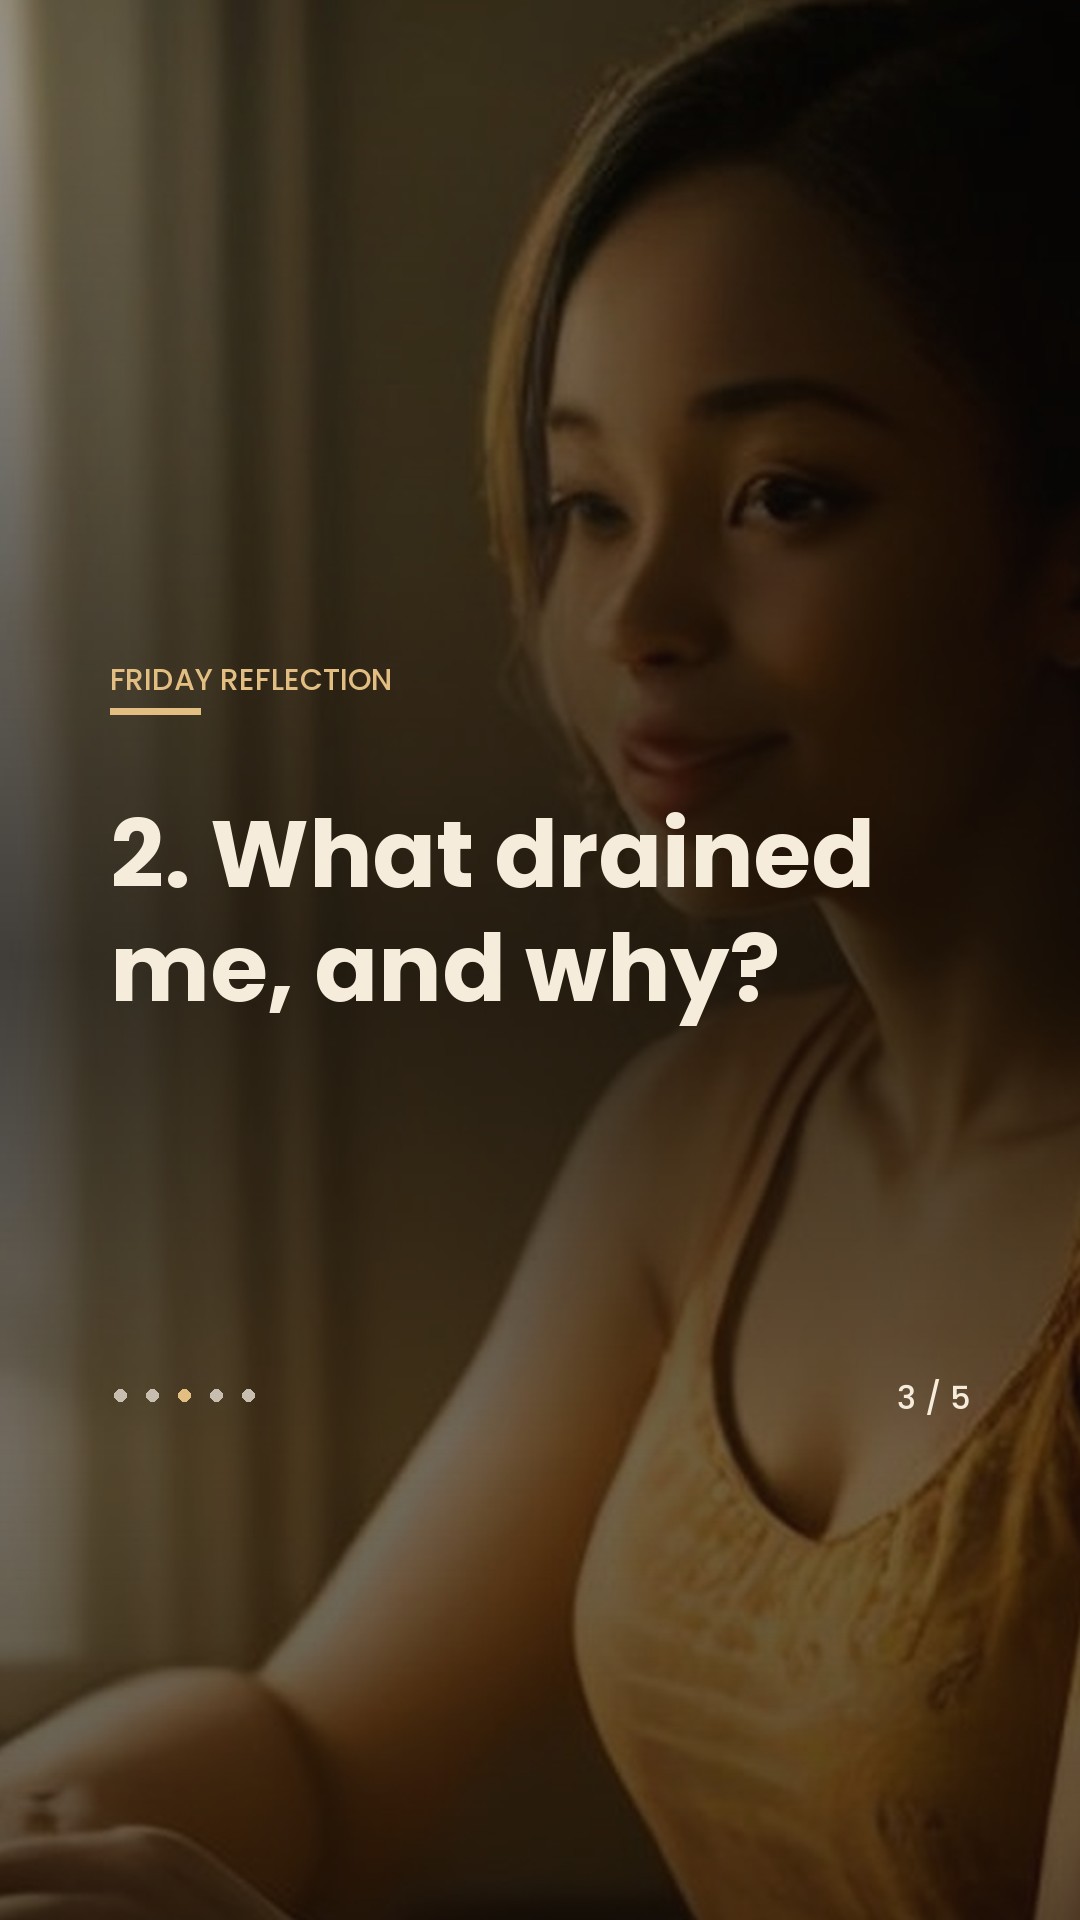 FRIDAY REFLECTION
2. What drained
me, and why?
3 / 5